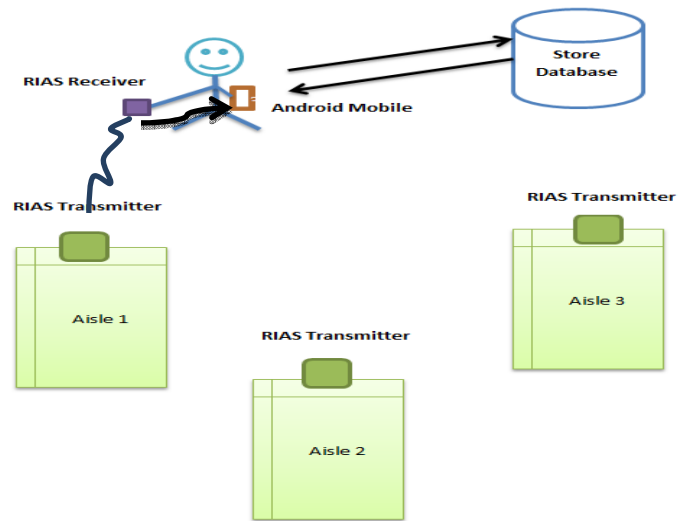 Store
Database
RIAS Receiver
Android Mobile
RIAS Transmitter
RIAS Transmitter
Aisle 1
Aisle 3
RIAS Transmitter
Aisle 2